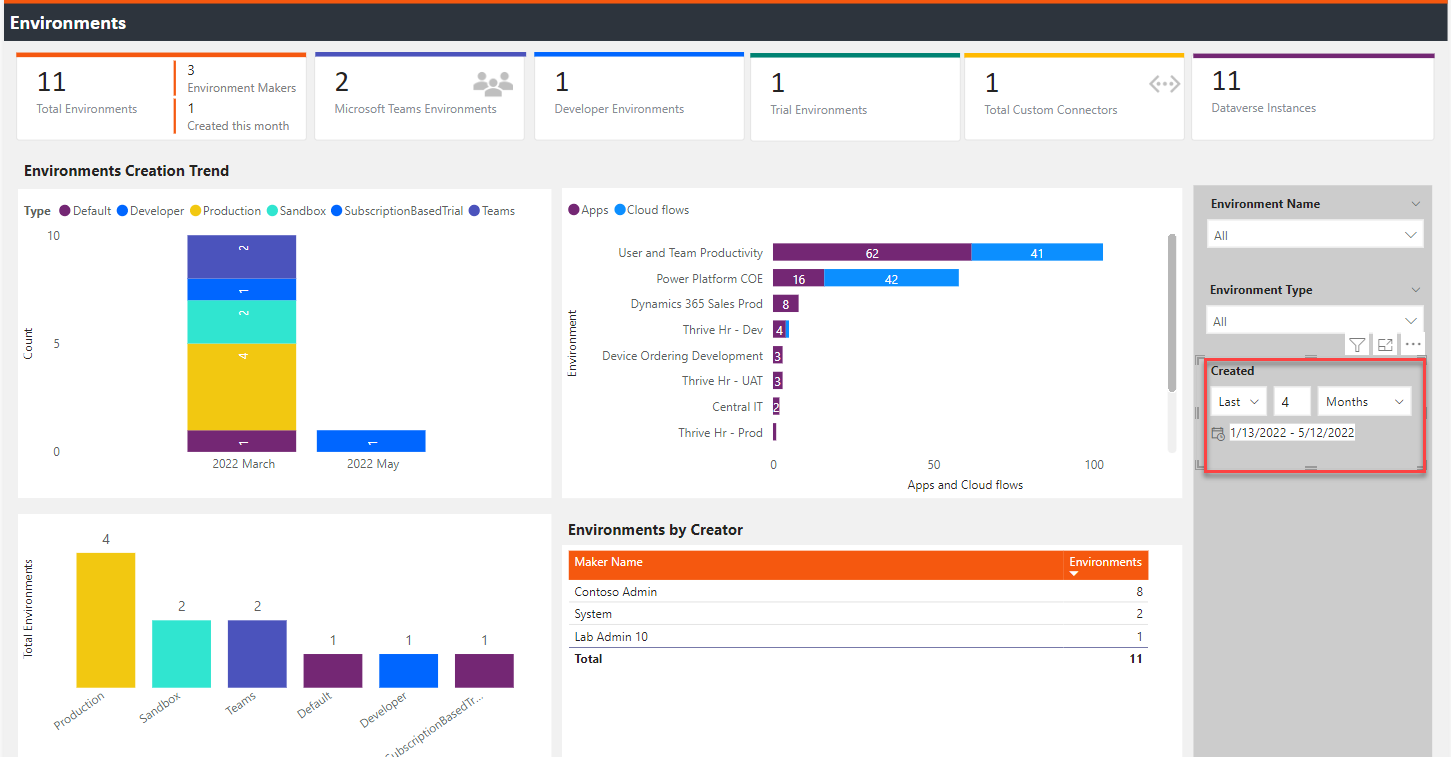 Environments
11
Total Environments
3
Environment Makers
1
Created this month
2
Microsoft Teams Environments
1
Developer Environments
1
Trial Environments
1
Total Custom Connectors
11
Dataverse Instances
Environments Creation Trend
Type Default Developer Production Sandbox SubscriptionBasedTrial Teams
Count
10
5
0
2
1
2
4
1
1
2022 March
2022 May
Apps Cloud flows
Environment
User and Team Productivity 62 41
Power Platform COE 16 42
Dynamics 365 Sales Prod 8
Thrive Hr - Dev 4
Device Ordering Development 3
Thrive Hr - UAT 3
Central IT 2
Thrive Hr - Prod
0 50 100
Apps and Cloud flows
Environment Name
All
Environment Type
All
Created
Last 4 Months
1/13/2022 - 5/12/2022
Total Environments
4
2
2
1
1
1
Production
Sandbox
Teams
Default
Developer
SubscriptionBasedTr...
Environments by Creator
Maker Name Environments
Contoso Admin 8
System 2
Lab Admin 10 1
Total 11